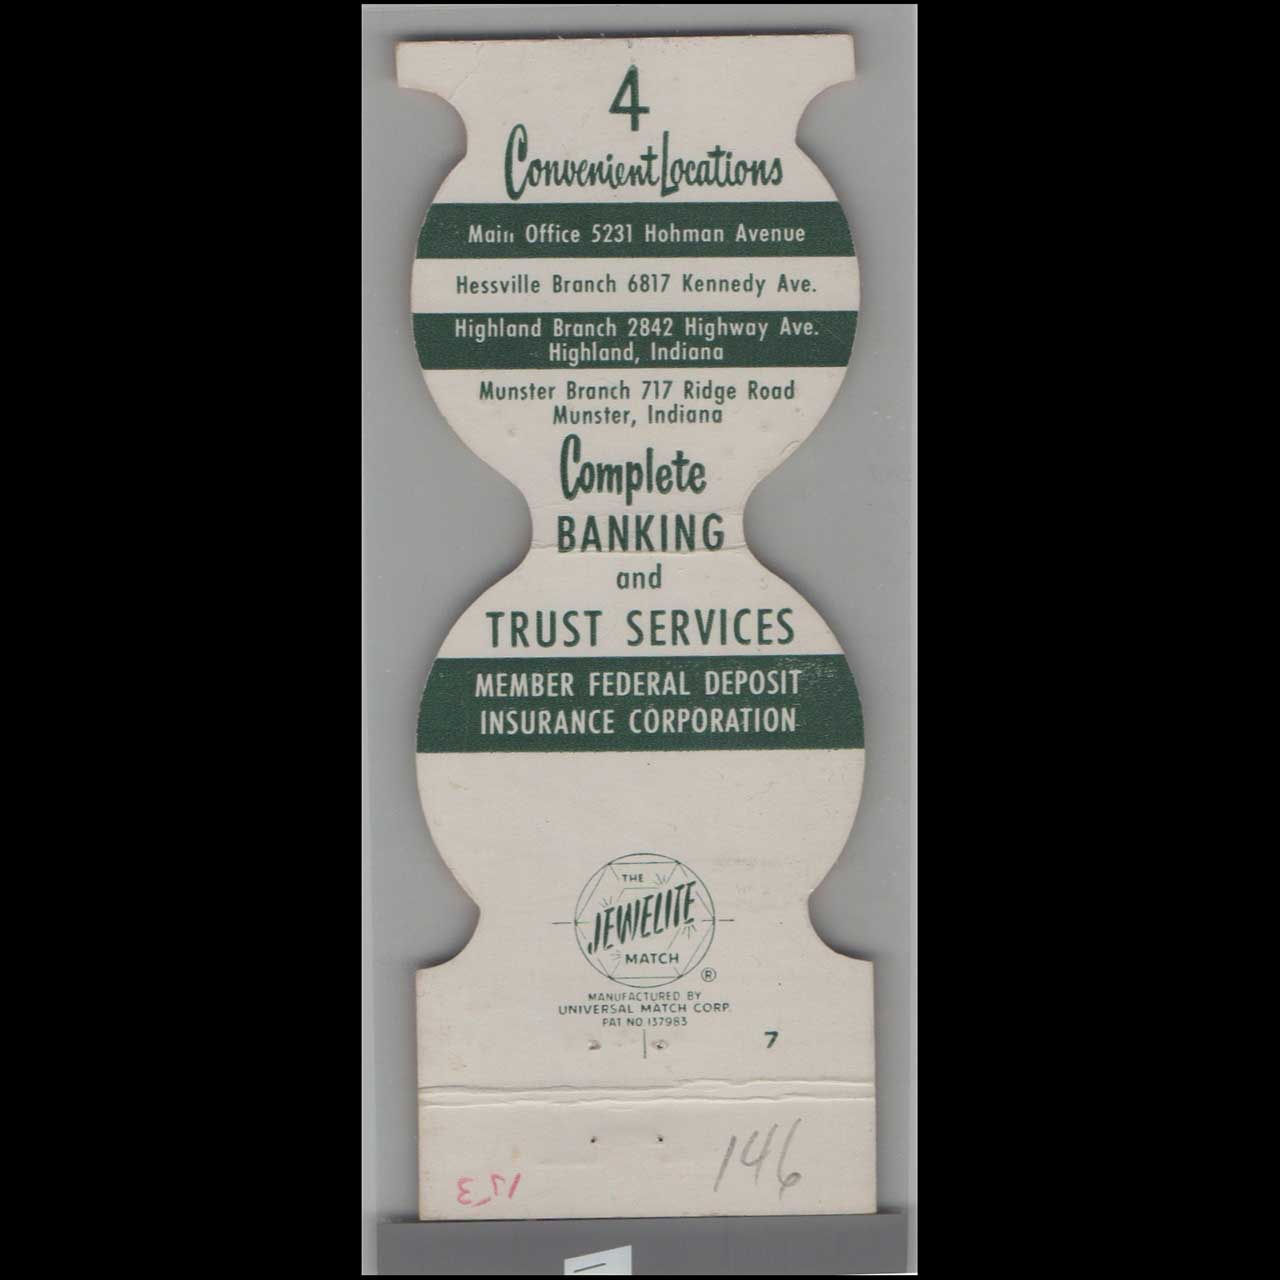 4
Convenient Locations
Main Office 5231 Hohman Avenue
Hessville Branch 6817 Kennedy Ave.
Highland Branch 2842 Highway Ave.
Highland, Indiana
Munster Branch 717 Ridge Road
Munster, Indiana
Complete
BANKING
and
TRUST SERVICES
MEMBER FEDERAL DEPOSIT
INSURANCE CORPORATION
THE
JEWELITE
MATCH
®
MANUFACTURED BY
UNIVERSAL MATCH CORP.
PAT NO 137983
7
146